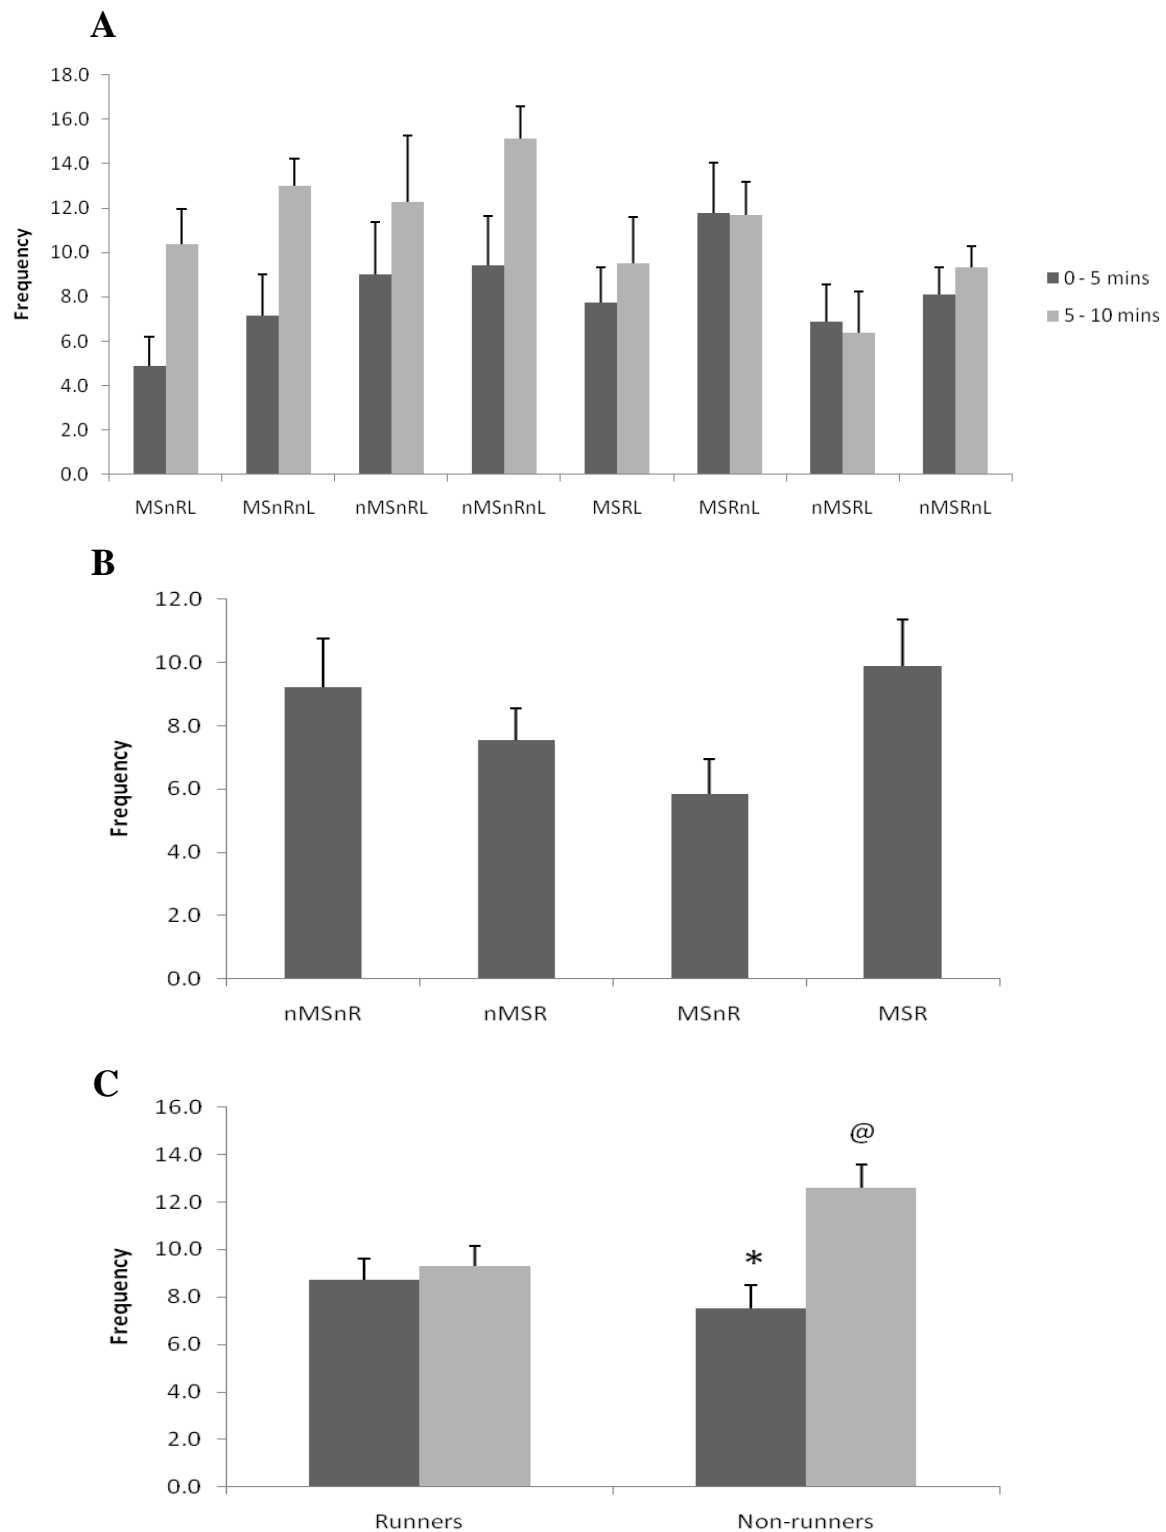 A
18.0
16.0
14.0
12.0
10.0
8.0
6.0
4.0
2.0
0.0
Frequency
MSnRL MSnRnL nMSnRL nMSnRnL MSRL MSRnL nMSRL nMSRnL
0 - 5 mins
5 - 10 mins
B
12.0
10.0
8.0
6.0
4.0
2.0
0.0
Frequency
nMSnR nMSR MSnR MSR
C
16.0
14.0
12.0
10.0
8.0
6.0
4.0
2.0
0.0
Frequency
@
*
Runners Non-runners